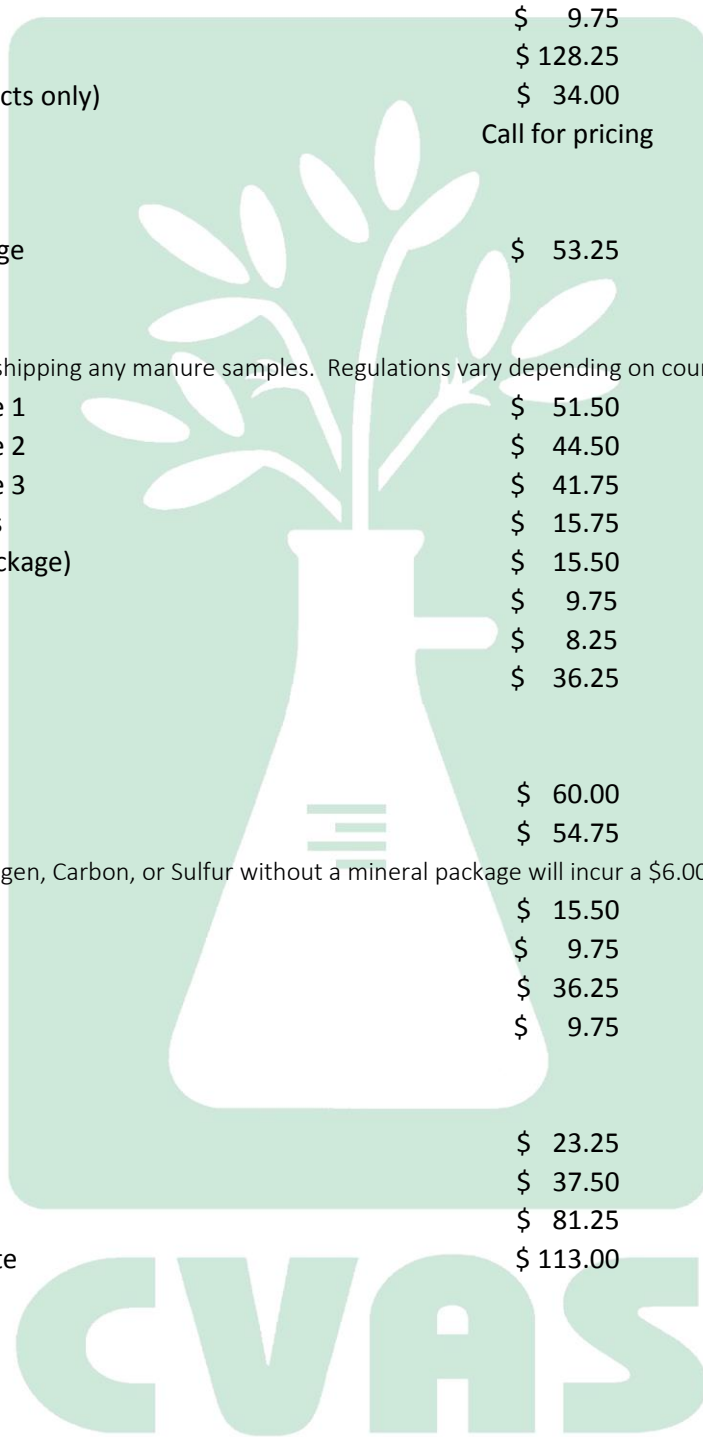 $ 9.75
$ 128.25
cts only) $ 34.00
Call for pricing
ge $ 53.25
shipping any manure samples. Regulations vary depending on cour
e 1 $ 51.50
e 2 $ 44.50
e 3 $ 41.75
s $ 15.75
ckage) $ 15.50
$ 9.75
$ 8.25
$ 36.25
$ 60.00
$ 54.75
gen, Carbon, or Sulfur without a mineral package will incur a $6.00
$ 15.50
$ 9.75
$ 36.25
$ 9.75
$ 23.25
$ 37.50
$ 81.25
te $ 113.00
CVAS